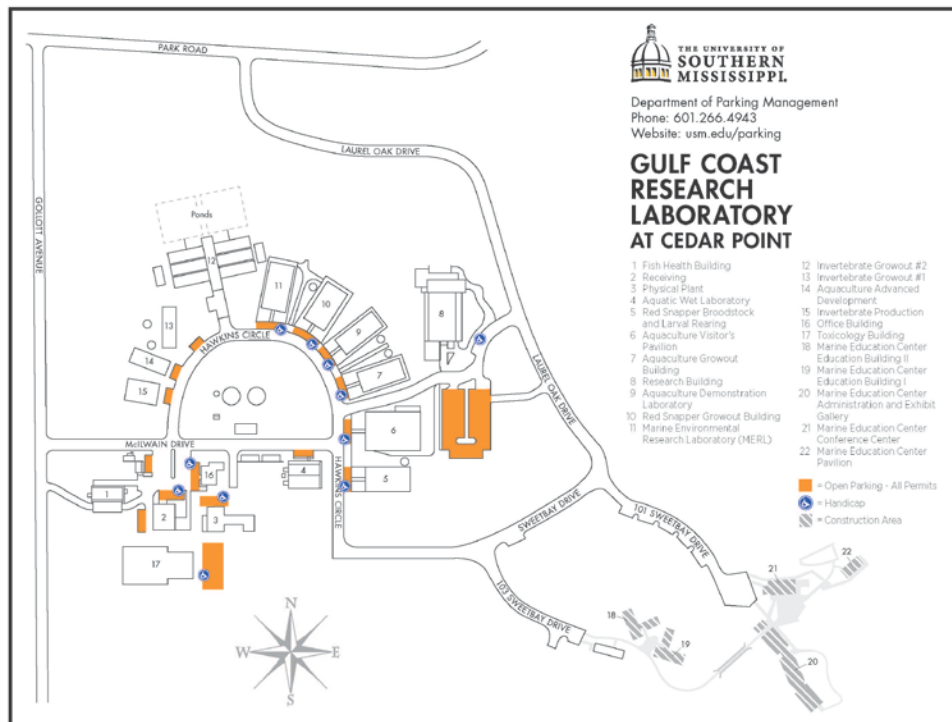 THE UNIVERSITY OF
SOUTHERN
MISSISSIPPI.
Department of Parking Management
Phone: 601.266.4943
Website: usm.edu/parking
GULF COAST
RESEARCH
LABORATORY
AT CEDAR POINT
1 Fish Health Building
2 Receiving
3 Physical Plant
4 Aquatic Wet Laboratory
5 Red Snapper Broodstock
and Larval Rearing
6 Aquaculture Visitor's
Pavilion
7 Aquaculture Growout
Building
8 Research Building
9 Aquaculture Demonstration
Laboratory
10 Red Snapper Growout Building
11 Marine Environmental
Research Laboratory (MERL)
12 Invertebrate Growout #2
13 Invertebrate Growout #1
14 Aquaculture Advanced
Development
15 Invertebrate Production
16 Office Building
17 Toxicology Building
18 Marine Education Center
Education Building II
19 Marine Education Center
Education Building I
20 Marine Education Center
Administration and Exhibit
Gallery
21 Marine Education Center
Conference Center
22 Marine Education Center
Pavilion
= Open Parking - All Permits
= Handicap
= Construction Area
PARK ROAD
LAUREL OAK DRIVE
GOLLOTT AVENUE
Ponds
12
11
10
13
9
8
HAWKINS CIRCLE
14
7
15
LAUREL OAK DRIVE
6
McILWAIN DRIVE
16
4
5
HAWKINS CIRCLE
1
2
3
SWEETBAY DRIVE
101 SWEETBAY DRIVE
17
22
21
103 SWEETBAY DRIVE
18
19
20
N
W
E
S